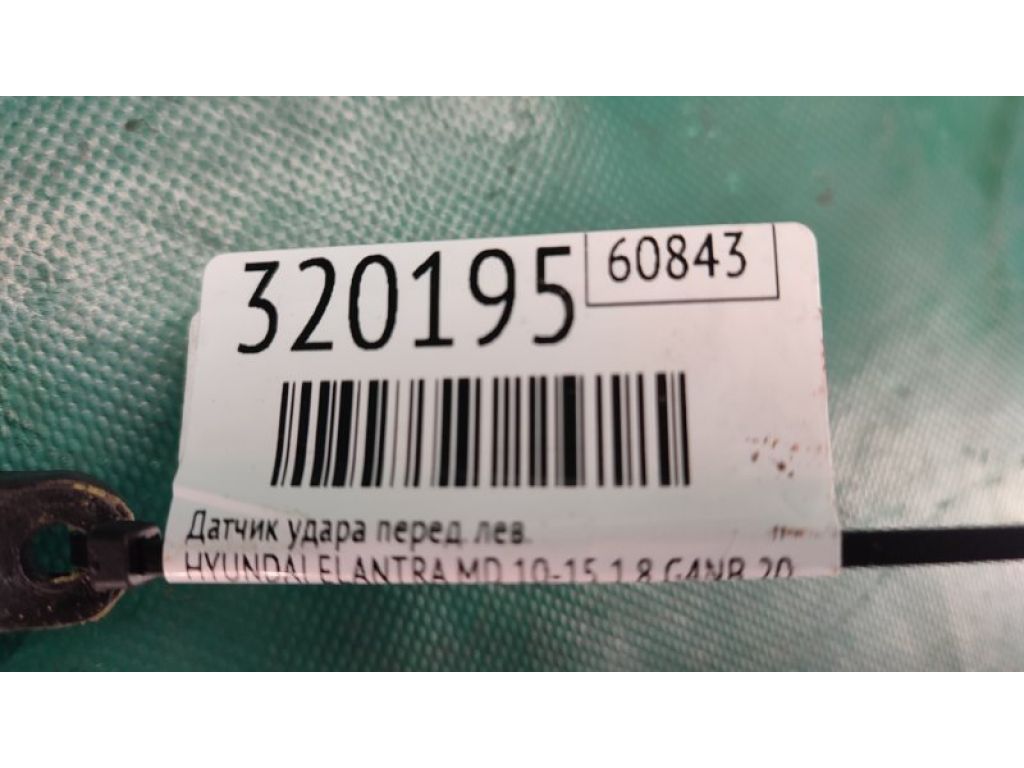 320195
60843
Датчик удара перед. лев.
HYUNDAI ELANTRA MD 10-15 1.8 G4NB 20